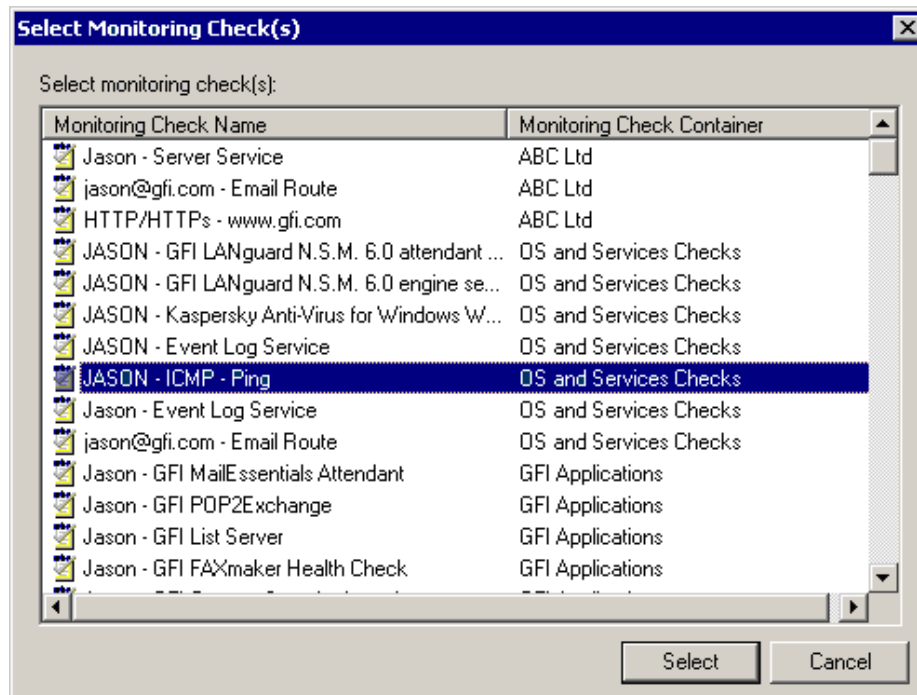 Select Monitoring Check(s)
Select monitoring check(s):
Monitoring Check Name Monitoring Check Container
Jason - Server Service ABC Ltd
jason@gfi.com - Email Route ABC Ltd
HTTP/HTTPs - www.gfi.com ABC Ltd
JASON - GFI LANguard N.S.M. 6.0 attendant ... OS and Services Checks
JASON - GFI LANguard N.S.M. 6.0 engine se... OS and Services Checks
JASON - Kaspersky Anti-Virus for Windows W... OS and Services Checks
JASON - Event Log Service OS and Services Checks
JASON - ICMP - Ping OS and Services Checks
Jason - Event Log Service OS and Services Checks
jason@gfi.com - Email Route OS and Services Checks
Jason - GFI MailEssentials Attendant GFI Applications
Jason - GFI POP2Exchange GFI Applications
Jason - GFI List Server GFI Applications
Jason - GFI FAXmaker Health Check GFI Applications
Select Cancel